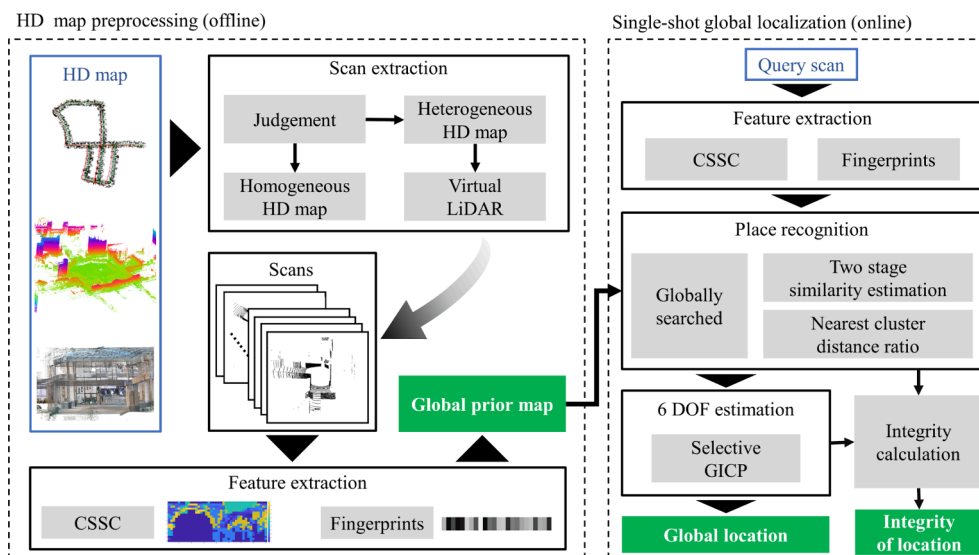 HD map preprocessing (offline)
HD map
Scan extraction
Judgement
Heterogeneous
HD map
Homogeneous
HD map
Virtual
LiDAR
Scans
Global prior map
Feature extraction
CSSC
Fingerprints
Single-shot global localization (online)
Query scan
Feature extraction
CSSC
Fingerprints
Place recognition
Globally
searched
Two stage
similarity estimation
Nearest cluster
distance ratio
6 DOF estimation
Selective
GICP
Integrity
calculation
Global location
Integrity
of location